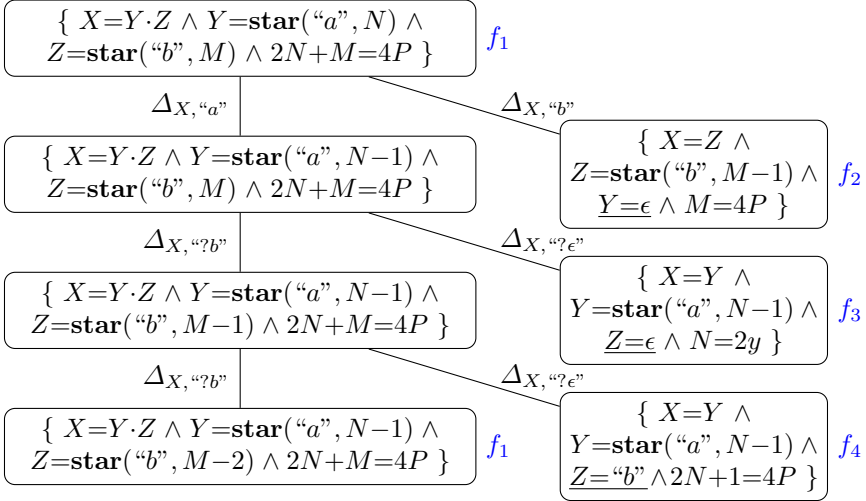 { X=Y·Z ∧ Y=star(“a”, N) ∧
Z=star(“b”, M) ∧ 2N+M=4P }
f₁
Δ_{X,“a”}
Δ_{X,“b”}
{ X=Y·Z ∧ Y=star(“a”, N−1) ∧
Z=star(“b”, M) ∧ 2N+M=4P }
{ X=Z ∧
Z=star(“b”, M−1) ∧
Y=ϵ ∧ M=4P }
f₂
Δ_{X,“?b”}
Δ_{X,“?ϵ”}
{ X=Y·Z ∧ Y=star(“a”, N−1) ∧
Z=star(“b”, M−1) ∧ 2N+M=4P }
{ X=Y ∧
Y=star(“a”, N−1) ∧
Z=ϵ ∧ N=2y }
f₃
Δ_{X,“?b”}
Δ_{X,“?ϵ”}
{ X=Y·Z ∧ Y=star(“a”, N−1) ∧
Z=star(“b”, M−2) ∧ 2N+M=4P }
f₁
{ X=Y ∧
Y=star(“a”, N−1) ∧
Z=“b”∧2N+1=4P }
f₄